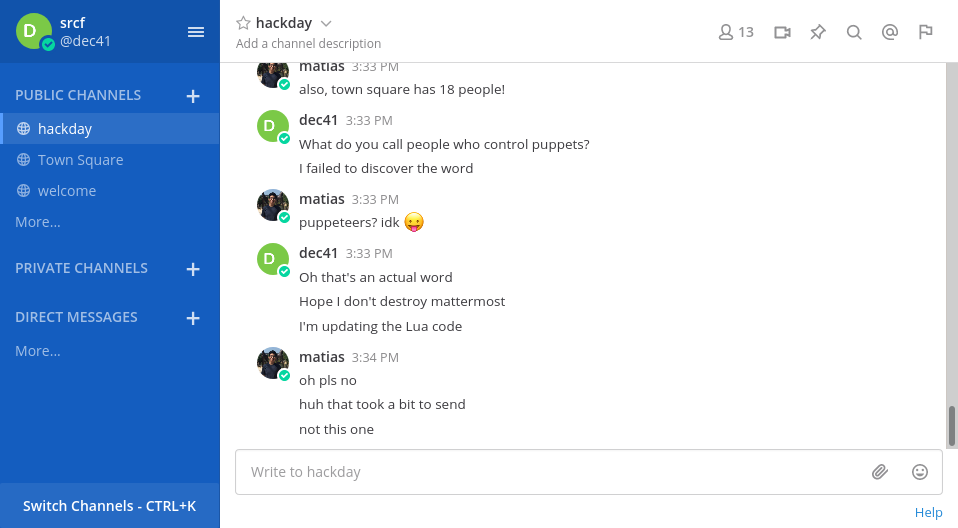 srcf
@dec41
PUBLIC CHANNELS
hackday
Town Square
welcome
More...
PRIVATE CHANNELS
DIRECT MESSAGES
More...
Switch Channels - CTRL+K
hackday
Add a channel description
13
matias 3:33 PM
also, town square has 18 people!
D
dec41 3:33 PM
What do you call people who control puppets?
I failed to discover the word
matias 3:33 PM
puppeteers? idk
D
dec41 3:33 PM
Oh that's an actual word
Hope I don't destroy mattermost
I'm updating the Lua code
matias 3:34 PM
oh pls no
huh that took a bit to send
not this one
Write to hackday
Help
D